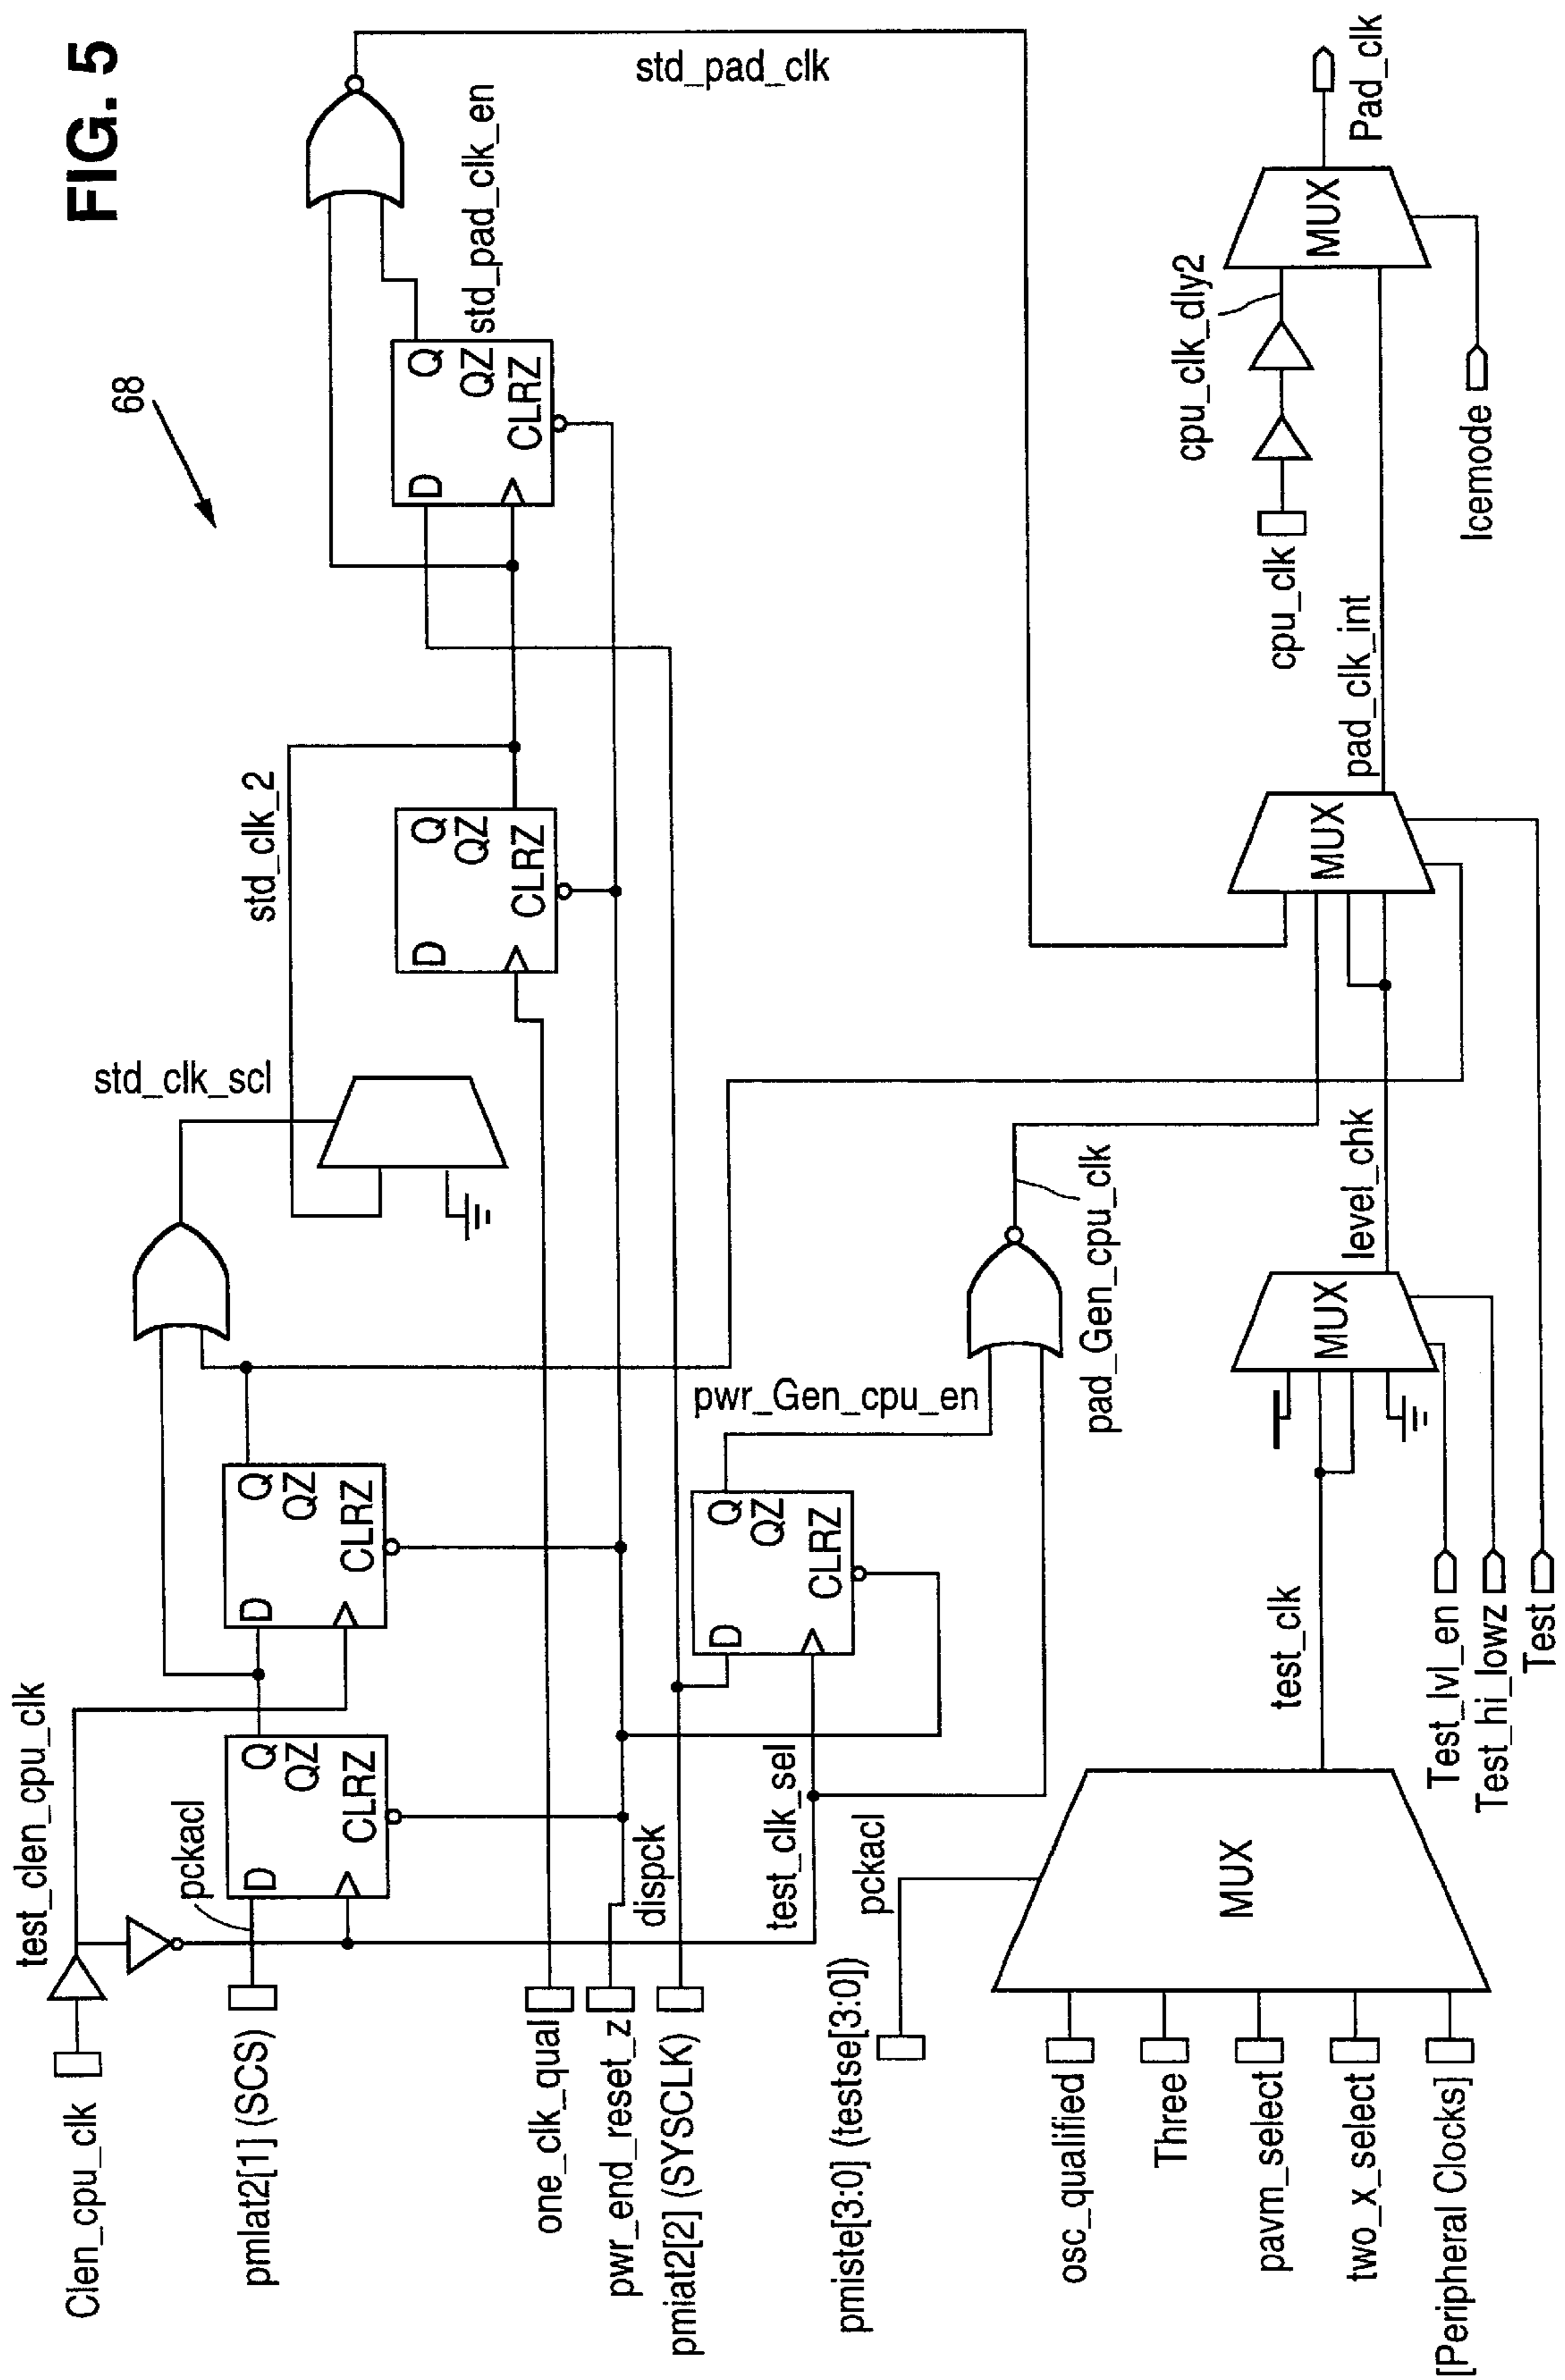 FIG. 5
68
std_pad_clk
std_pad_clk_en
Q
QZ
CLRZ
D
std_clk_2
Q
QZ
CLRZ
D
std_clk_scl
Q
QZ
CLRZ
D
test_clen_cpu_clk
Q
QZ
CLRZ
D
pckacl
Clen_cpu_clk
pmlat2[1] (SCS)
one_clk_qual
pwr_end_reset_z
pmiat2[2] (SYSCLK)
dispck
test_clk_sel
pwr_Gen_cpu_en
Q
QZ
CLRZ
D
pad_Gen_cpu_clk
pmiste[3:0] (testse[3:0])
pckacl
MUX
osc_qualified
Three
pavm_select
two_x_select
[Peripheral Clocks]
test_clk
Test_lvl_en
Test_hi_lowz
Test
MUX
level_chk
MUX
pad_clk_int
cpu_clk
cpu_clk_dly2
Icemode
MUX
Pad_clk